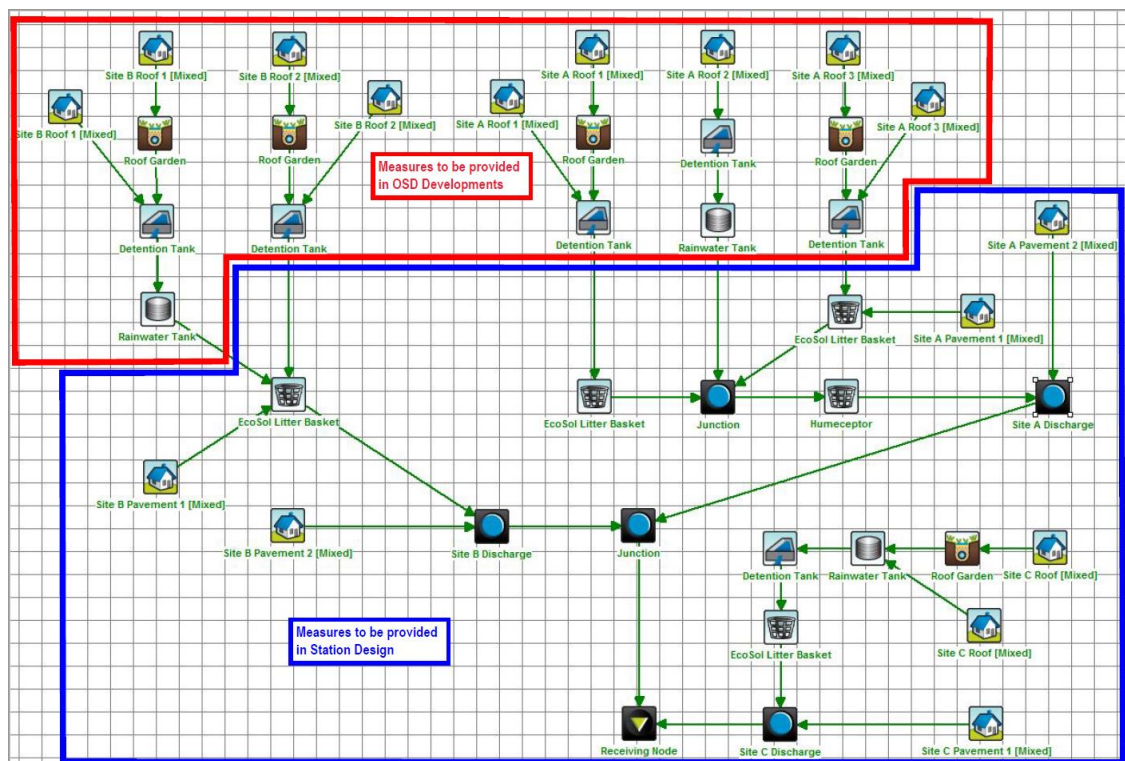 Site B Roof 1 [Mixed]
Site B Roof 2 [Mixed]
Site A Roof 1 [Mixed]
Site A Roof 2 [Mixed]
Site A Roof 3 [Mixed]
Site B Roof 1 [Mixed]
Site B Roof 2 [Mixed]
Site A Roof 1 [Mixed]
Site A Roof 3 [Mixed]
Roof Garden
Roof Garden
Roof Garden
Detention Tank
Roof Garden
Measures to be provided
in OSD Developments
Detention Tank
Detention Tank
Detention Tank
Rainwater Tank
Detention Tank
Site A Pavement 2 [Mixed]
Rainwater Tank
EcoSol Litter Basket
Site A Pavement 1 [Mixed]
EcoSol Litter Basket
EcoSol Litter Basket
Junction
Humeceptor
Site A Discharge
Site B Pavement 1 [Mixed]
Site B Pavement 2 [Mixed]
Site B Discharge
Junction
Detention Tank
Rainwater Tank
Roof Garden
Site C Roof [Mixed]
Measures to be provided
in Station Design
EcoSol Litter Basket
Site C Roof [Mixed]
Receiving Node
Site C Discharge
Site C Pavement 1 [Mixed]